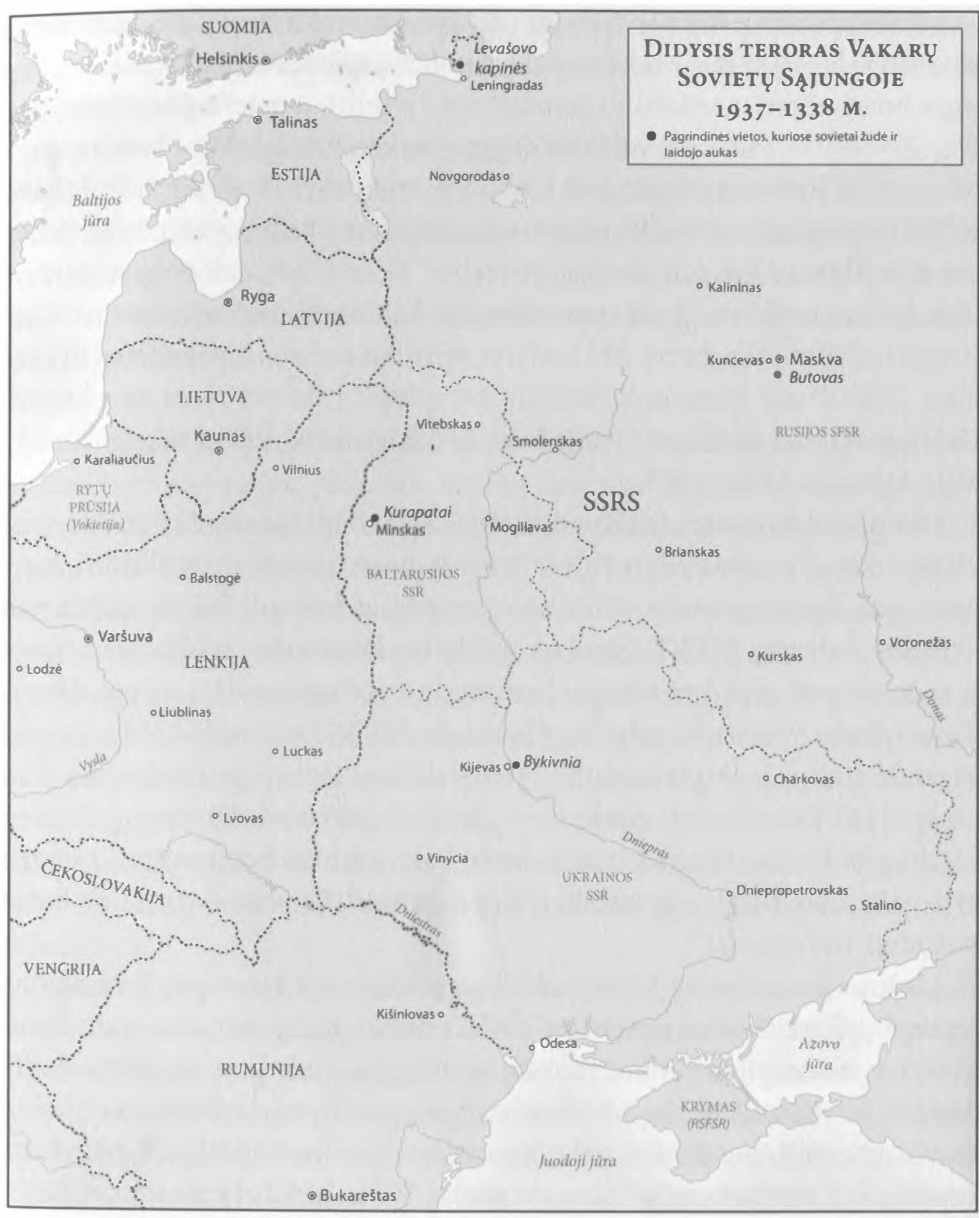 DIDYSIS TERORAS VAKARŲ
SOVIETŲ SĄJUNGOJE
1937–1338 M.
Pagrindinės vietos, kuriose sovietai žudė ir
laidojo aukas
SUOMIJA
Helsinkis
Levašovo
kapinės
Leningradas
Talinas
ESTIJA
Novgorodas
Baltijos
jūra
Ryga
LATVIJA
Kalininas
Kuncevas
Maskva
Butovas
LIETUVA
Kaunas
Vitebskas
Smolenskas
RUSIJOS SFSR
Karaliaučius
Vilnius
RYTŲ
PRŪSIJA
(Vokietija)
SSRS
Kurapatai
Minskas
Mogiliavas
Brianskas
Balstogė
BALTARUSIJOS
SSR
Varšuva
Voronežas
Lodzė
LENKIJA
Kurskas
Liublinas
Donas
Vysla
Luckas
Kijevas
Bykivnia
Charkovas
Lvovas
Dniepras
Vinycia
ČEKOSLOVAKIJA
UKRAINOS
SSR
Dniepropetrovskas
Stalino
Dniestras
VENGRIJA
Kišiniovas
Odesa
Azovo
jūra
RUMUNIJA
KRYMAS
(RSFSR)
Juodoji jūra
Bukareštas